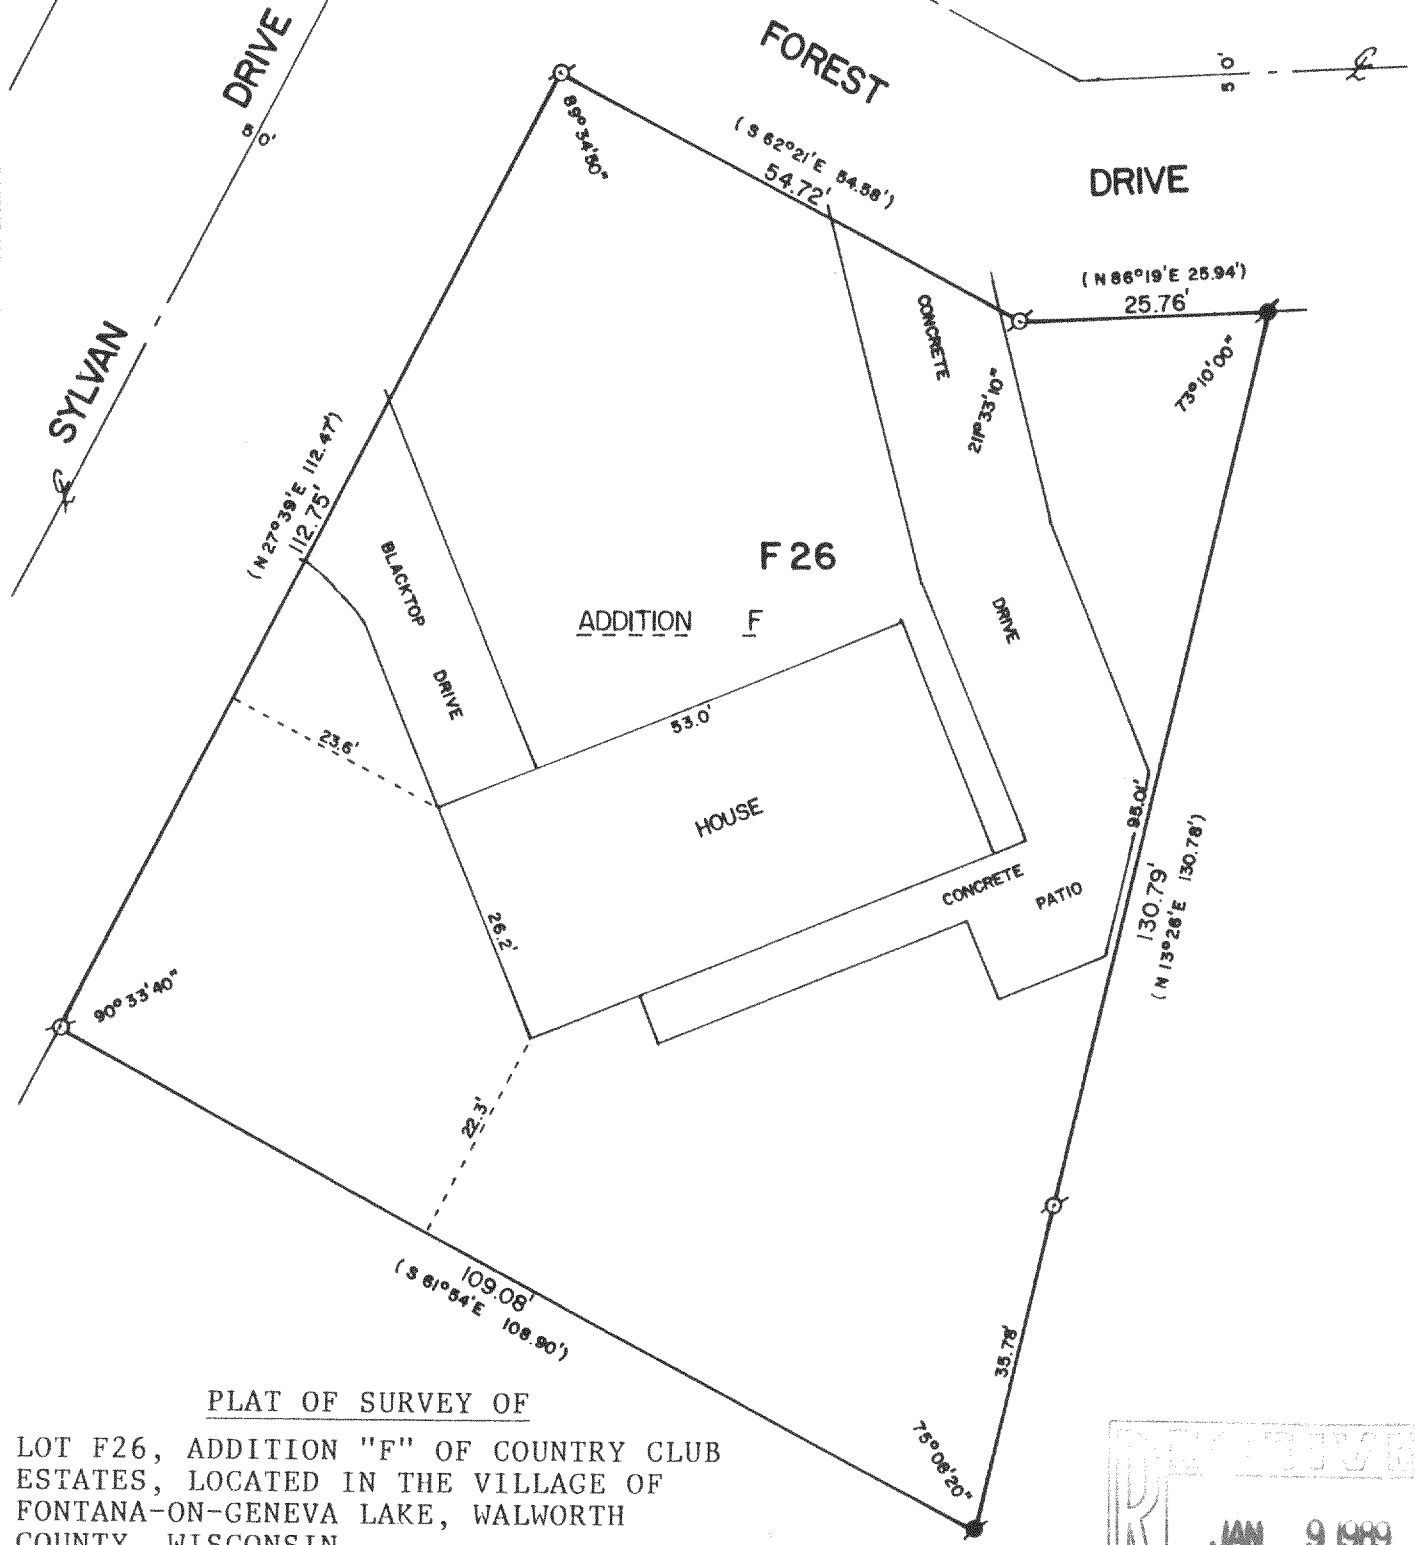 FOREST
DRIVE
50'
℄
DRIVE
50'
SYLVAN
℄
89°34'50"
(S 62°21'E 54.58')
54.72'
(N 86°19'E 25.94')
25.76'
73°10'00"
CONCRETE
211°33'10"
DRIVE
(N 27°39'E 112.47')
112.75'
BLACKTOP
DRIVE
F 26
ADDITION F
53.0'
23.6'
HOUSE
26.2'
CONCRETE
PATIO
95.01'
130.79'
(N 13°26'E 130.78')
90°33'40"
22.3'
109.08'
(S 61°54'E 108.90')
35.78'
75°08'20"
PLAT OF SURVEY OF
LOT F26, ADDITION "F" OF COUNTRY CLUB
ESTATES, LOCATED IN THE VILLAGE OF
FONTANA-ON-GENEVA LAKE, WALWORTH
COUNTY, WISCONSIN
JAN 9 1989